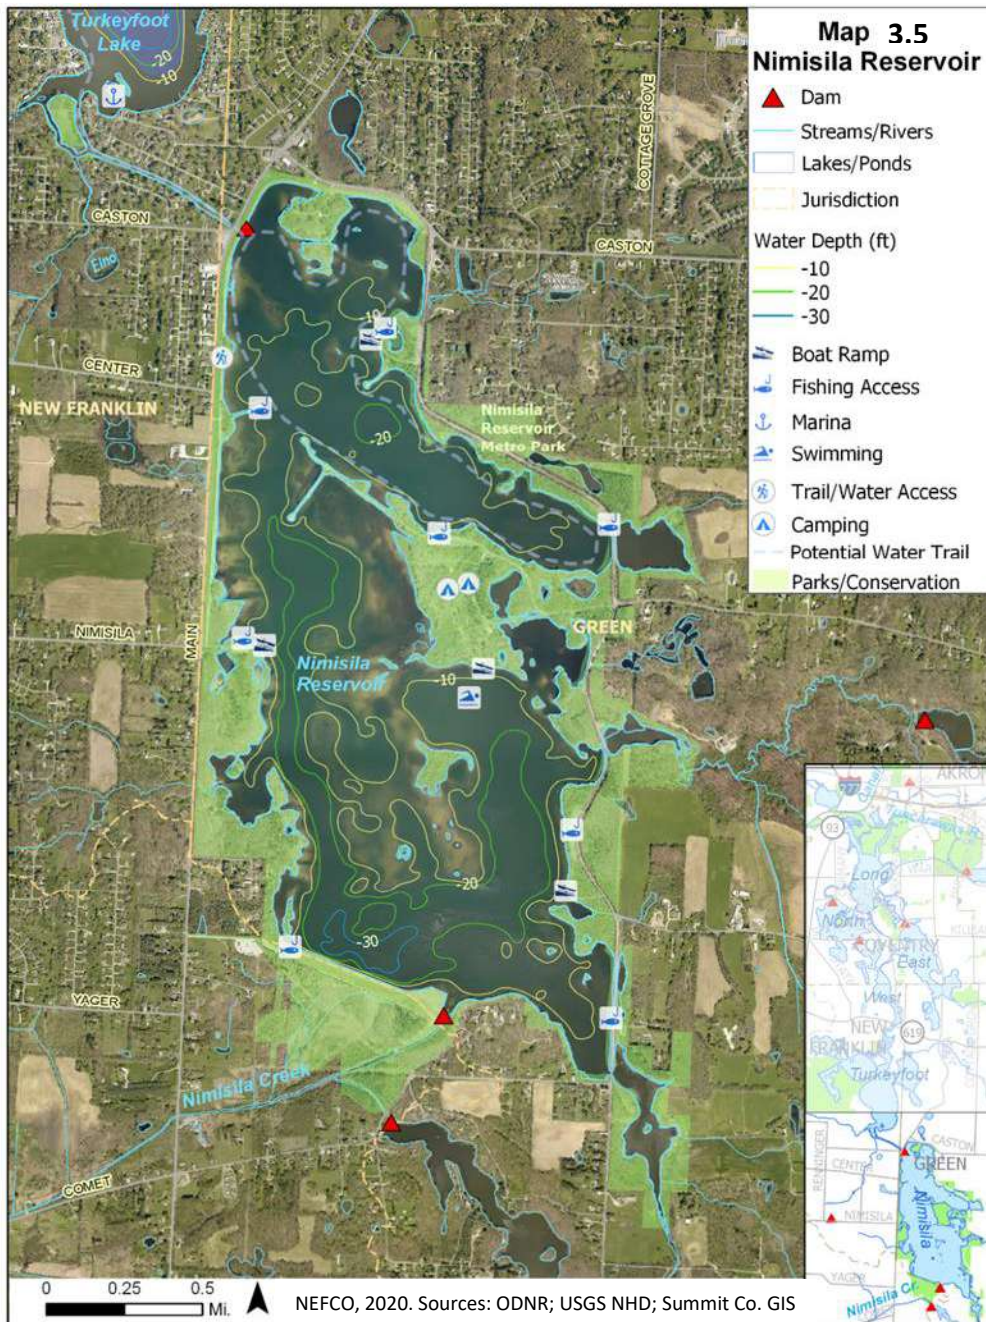 Map 3.5
Nimisila Reservoir
Dam
Streams/Rivers
Lakes/Ponds
Jurisdiction
Water Depth (ft)
-10
-20
-30
Boat Ramp
Fishing Access
Marina
Swimming
Trail/Water Access
Camping
Potential Water Trail
Parks/Conservation
Turkeyfoot
Lake
-20
-10
COTTAGE GROVE
CASTON
CASTON
-10
CENTER
NEW FRANKLIN
-20
Nimisila
Reservoir
Metro Park
NIMISILA
MAIN
GREEN
Nimisila
Reservoir
-10
-20
-30
YAGER
Nimisila Creek
COMET
AKRON
93
Long
North
COVENTRY
East
West
619
NEW
FRANKLIN
Turkeyfoot
RENNINGER
CASTON
CENTER
GREEN
NIMISILA
Nimisila
YAGER
Nimisila C
0 0.25 0.5
Mi.
NEFCO, 2020. Sources: ODNR; USGS NHD; Summit Co. GIS